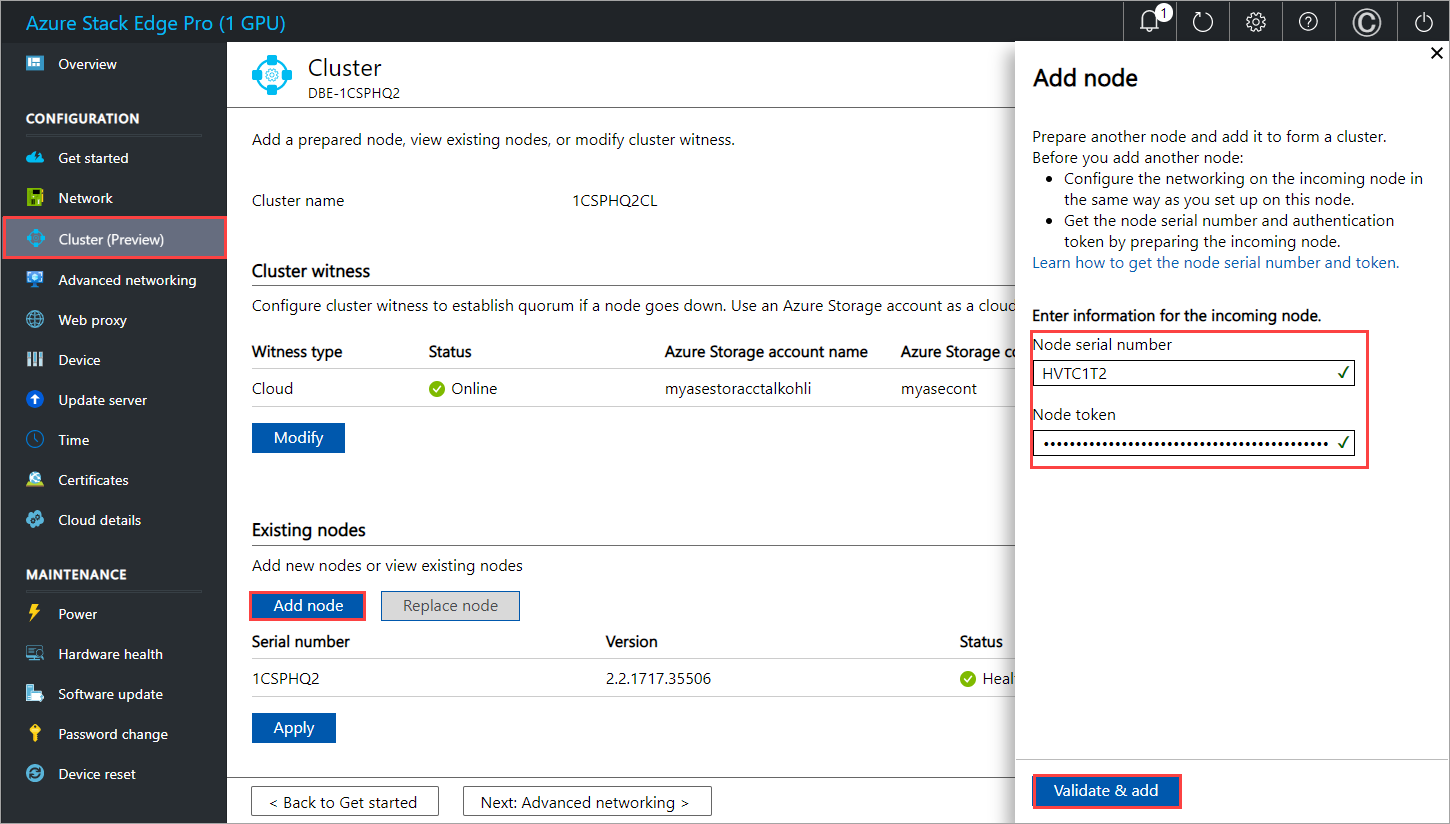 Azure Stack Edge Pro (1 GPU)
1
Overview
CONFIGURATION
Get started
Network
Cluster (Preview)
Advanced networking
Web proxy
Device
Update server
Time
Certificates
Cloud details
MAINTENANCE
Power
Hardware health
Software update
Password change
Device reset
Cluster
DBE-1CSPHQ2
Add a prepared node, view existing nodes, or modify cluster witness.
Cluster name 1CSPHQ2CL
Cluster witness
Configure cluster witness to establish quorum if a node goes down. Use an Azure Storage account as a cloud
Witness type Status Azure Storage account name Azure Storage co
Cloud Online myasestoracctalkohli myasecont
Modify
Existing nodes
Add new nodes or view existing nodes
Add node Replace node
Serial number Version Status
1CSPHQ2 2.2.1717.35506 Heal
Apply
< Back to Get started Next: Advanced networking >
Add node
Prepare another node and add it to form a cluster.
Before you add another node:
• Configure the networking on the incoming node in
the same way as you set up on this node.
• Get the node serial number and authentication
token by preparing the incoming node.
Learn how to get the node serial number and token.
Enter information for the incoming node.
Node serial number
HVTC1T2
Node token
Validate & add